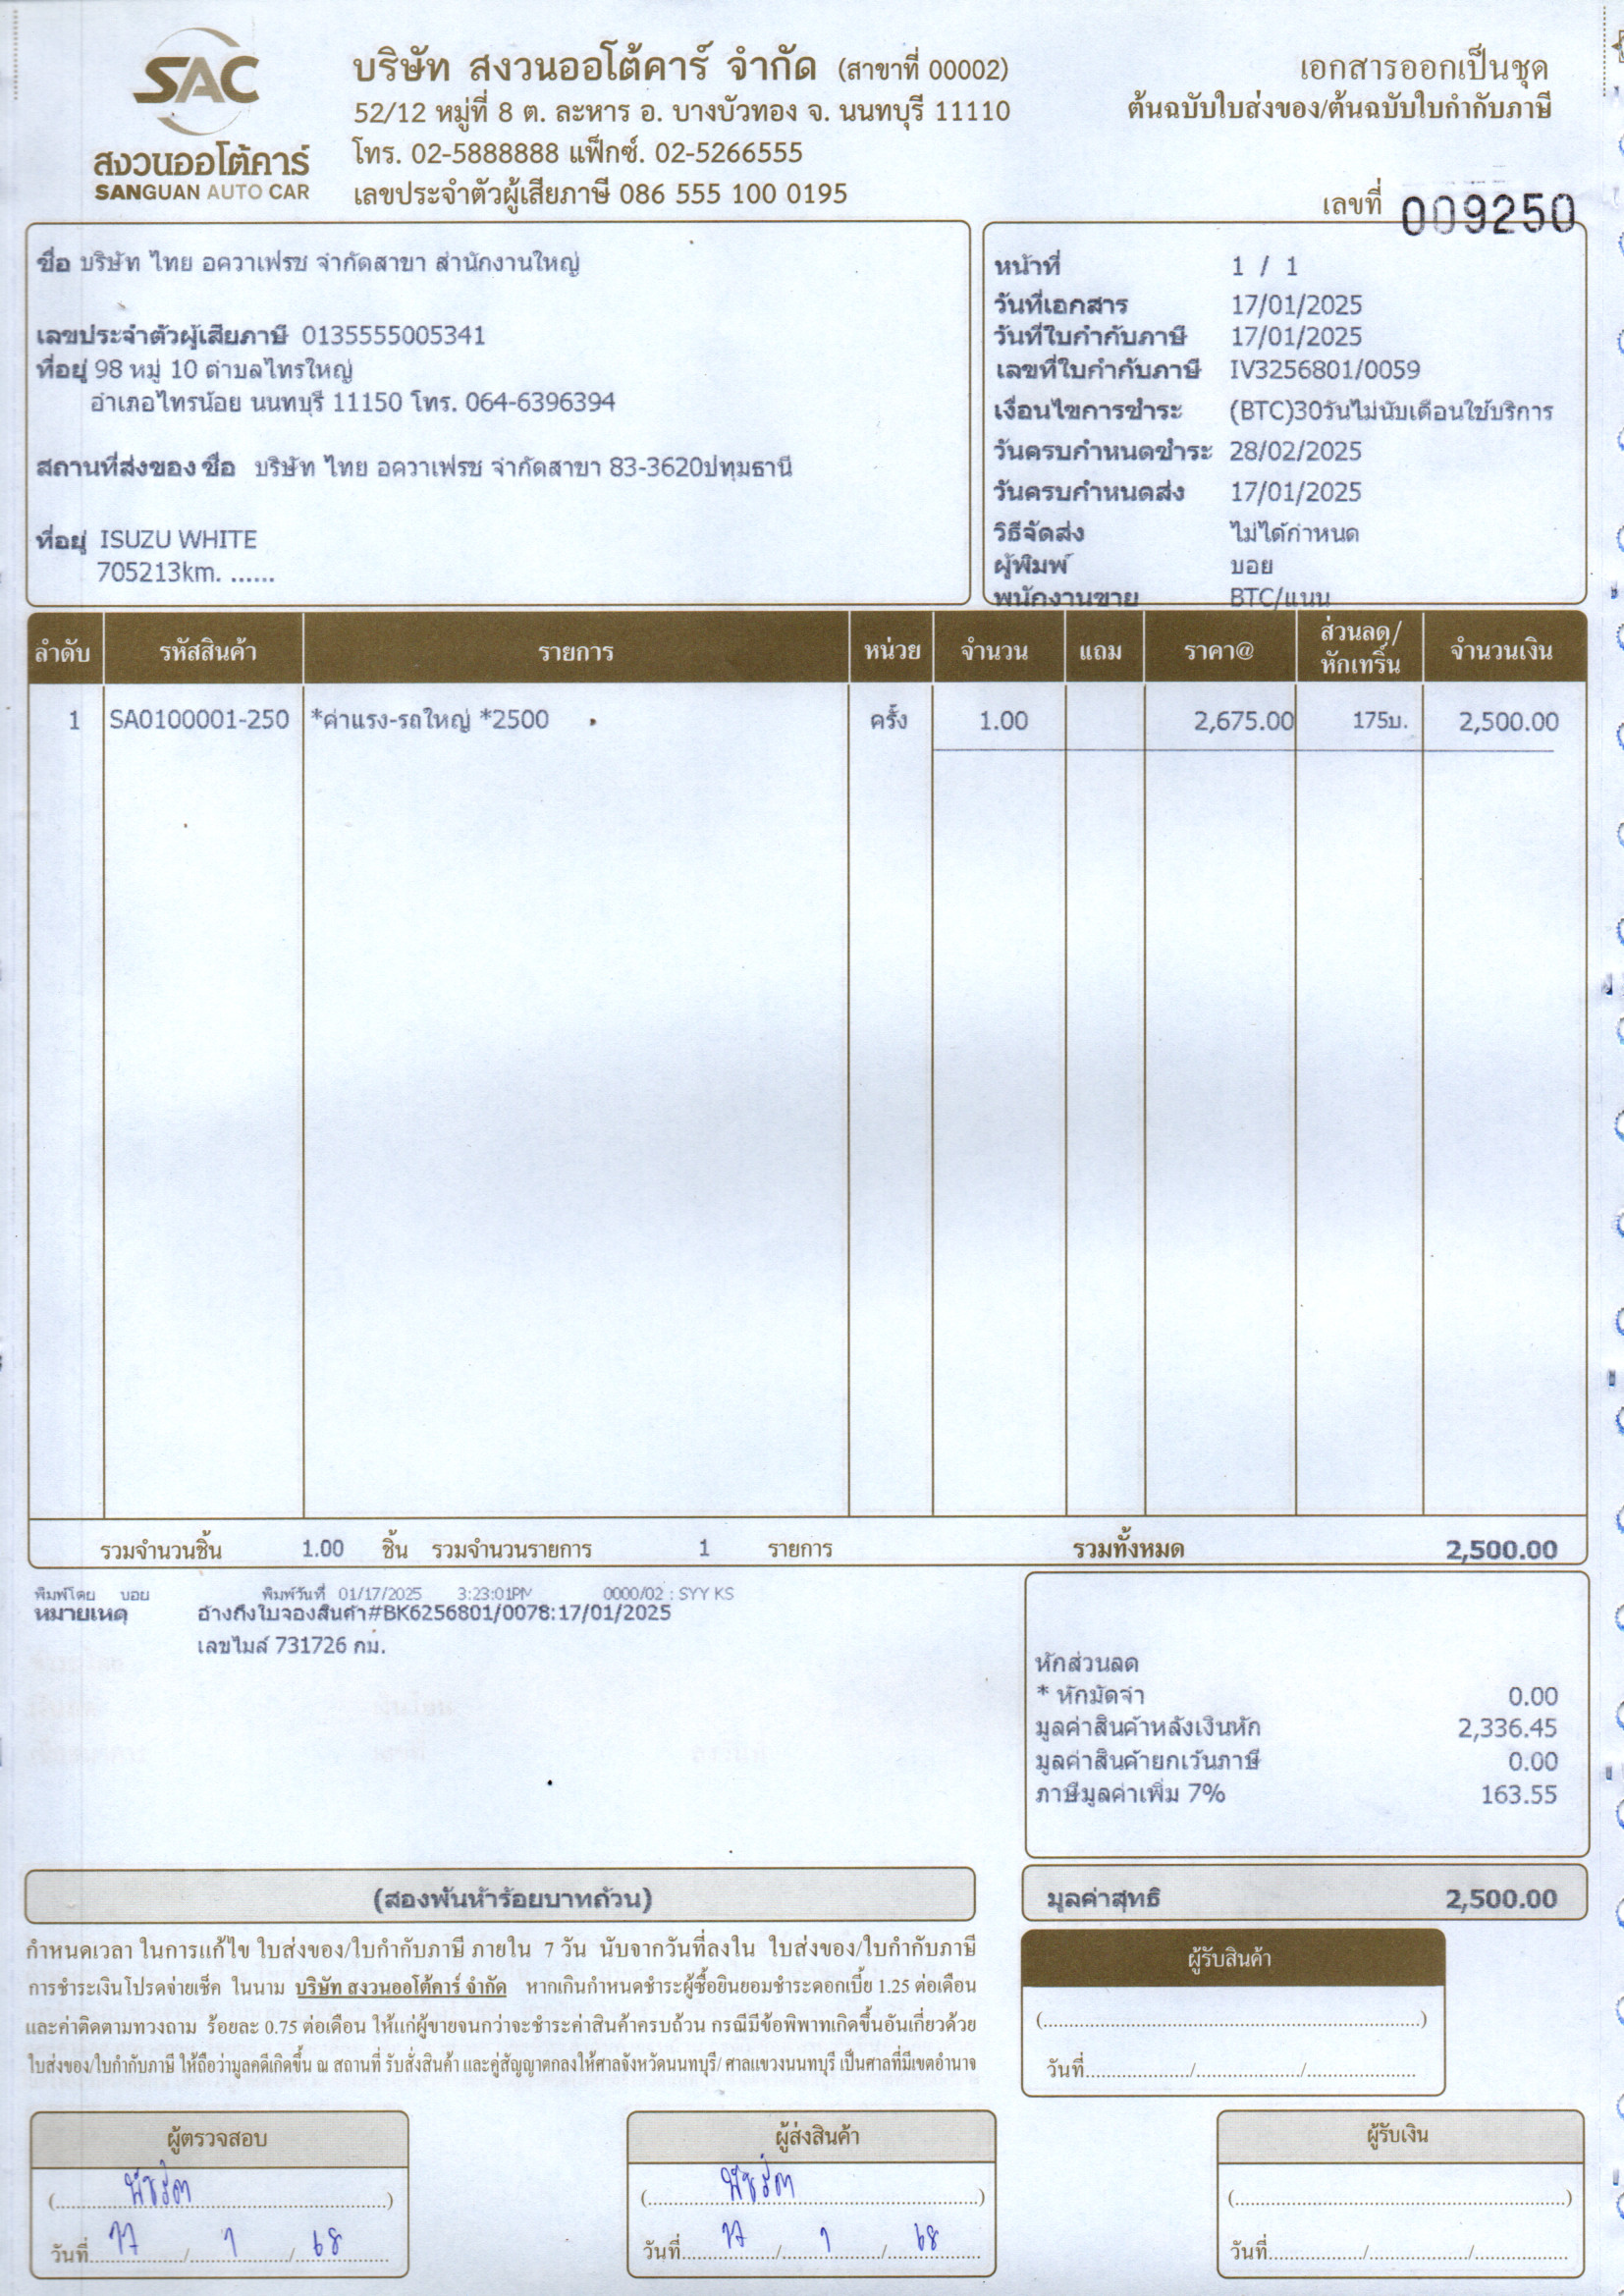 SAC
สงวนออโต้คาร์
SANGUAN AUTO CAR
บริษัท สงวนออโต้คาร์ จำกัด (สาขาที่ 00002)
52/12 หมู่ที่ 8 ต. ละหาร อ. บางบัวทอง จ. นนทบุรี 11110
โทร. 02-5888888 แฟ็กซ์. 02-5266555
เลขประจำตัวผู้เสียภาษี 086 555 100 0195
เอกสารออกเป็นชุด
ต้นฉบับใบส่งของ/ต้นฉบับใบกำกับภาษี
เลขที่ 009250
ชื่อ บริษัท ไทย อควาเฟรช จำกัดสาขา สำนักงานใหญ่
เลขประจำตัวผู้เสียภาษี 0135555005341
ที่อยู่ 98 หมู่ 10 ตำบลไทรใหญ่
อำเภอไทรน้อย นนทบุรี 11150 โทร. 064-6396394
สถานที่ส่งของ ชื่อ บริษัท ไทย อควาเฟรช จำกัดสาขา 83-3620ปทุมธานี
ที่อยู่ ISUZU WHITE
705213km. ......
หน้าที่ 1 / 1
วันที่เอกสาร 17/01/2025
วันที่ใบกำกับภาษี 17/01/2025
เลขที่ใบกำกับภาษี IV3256801/0059
เงื่อนไขการชำระ (BTC)30วันไม่นับเดือนใช้บริการ
วันครบกำหนดชำระ 28/02/2025
วันครบกำหนดส่ง 17/01/2025
วิธีจัดส่ง ไม่ได้กำหนด
ผู้พิมพ์ บอย
พนักงานขาย BTC/แนน
ลำดับ รหัสสินค้า รายการ หน่วย จำนวน แถม ราคา@ ส่วนลด/หักเทริ์น จำนวนเงิน
1 SA0100001-250 *ค่าแรง-รถใหญ่ *2500 ครั้ง 1.00 2,675.00 175บ. 2,500.00
รวมจำนวนชิ้น 1.00 ชิ้น รวมจำนวนรายการ 1 รายการ รวมทั้งหมด 2,500.00
พิมพ์โดย บอย พิมพ์วันที่ 01/17/2025 3:23:01PM 0000/02 : SYY KS
หมายเหตุ อ้างถึงใบจองสินค้า#BK6256801/0078:17/01/2025
เลขไมล์ 731726 กม.
หักส่วนลด
* หักมัดจำ 0.00
มูลค่าสินค้าหลังเงินหัก 2,336.45
มูลค่าสินค้ายกเว้นภาษี 0.00
ภาษีมูลค่าเพิ่ม 7% 163.55
(สองพันห้าร้อยบาทถ้วน)
มูลค่าสุทธิ 2,500.00
กำหนดเวลา ในการแก้ไข ใบส่งของ/ใบกำกับภาษี ภายใน 7 วัน นับจากวันที่ลงใน ใบส่งของ/ใบกำกับภาษี
การชำระเงินโปรดจ่ายเช็ค ในนาม บริษัท สงวนออโต้คาร์ จำกัด หากเกินกำหนดชำระผู้ซื้อยินยอมชำระดอกเบี้ย 1.25 ต่อเดือน
และค่าติดตามทวงถาม ร้อยละ 0.75 ต่อเดือน ให้แก่ผู้ขายจนกว่าจะชำระค่าสินค้าครบถ้วน กรณีมีข้อพิพาทเกิดขึ้นอันเกี่ยวด้วย
ใบส่งของ/ใบกำกับภาษี ให้ถือว่ามูลคดีเกิดขึ้น ณ สถานที่ รับสั่งสินค้า และคู่สัญญาตกลงให้ศาลจังหวัดนนทบุรี/ ศาลแขวงนนทบุรี เป็นศาลที่มีเขตอำนาจ
ผู้รับสินค้า
(....................)
วันที่........../........../..........
ผู้ตรวจสอบ
(พัชรีดา)
วันที่ 17 / 1 / 68
ผู้ส่งสินค้า
(พัชรีดา)
วันที่ 17 / 1 / 68
ผู้รับเงิน
(....................)
วันที่........../........../..........